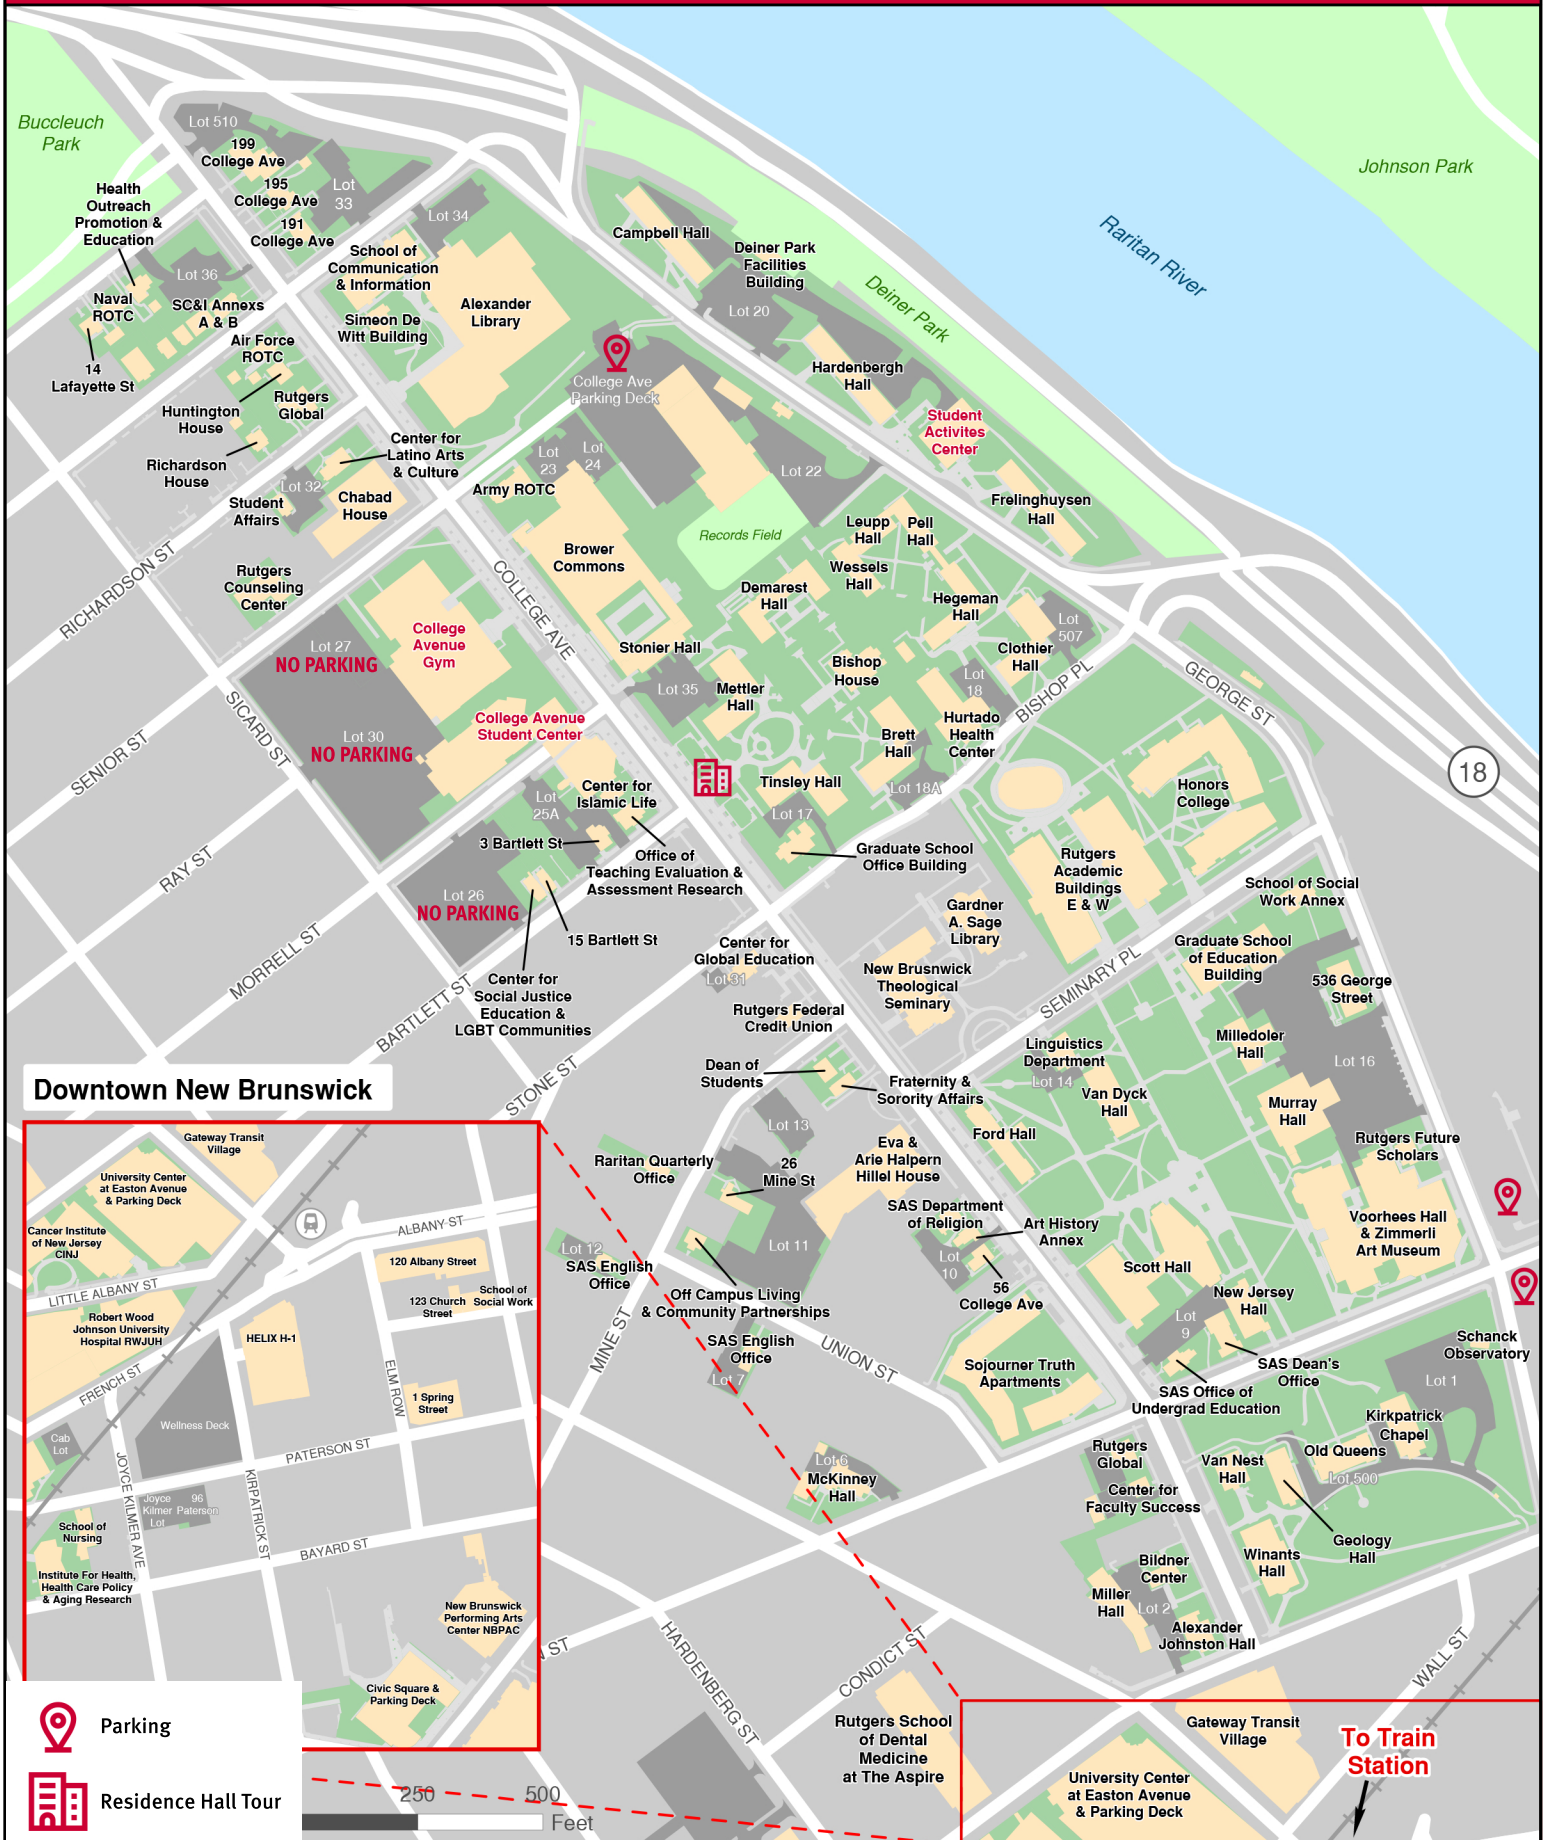 Buccleuch
Park
Lot 510
199
College Ave
195
College Ave
Lot
33
191
College Ave
Health
Outreach
Promotion &
Education
Lot 34
Lot 36
School of
Communication
& Information
Naval
ROTC
SC&I Annexs
A & B
Simeon De
Witt Building
Alexander
Library
Air Force
ROTC
14
Lafayette St
Huntington
House
Rutgers
Global
Richardson
House
Center for
Latino Arts
& Culture
Lot 32
Student
Affairs
Chabad
House
Campbell Hall
Deiner Park
Facilities
Building
Lot 20
Deiner Park
Raritan River
Johnson Park
Hardenbergh
Hall
Student
Activites
Center
Frelinghuysen
Hall
College Ave
Parking Deck
Lot
23
Lot
24
Lot 22
Army ROTC
Records Field
Brower
Commons
Leupp
Hall
Pell
Hall
Wessels
Hall
Demarest
Hall
Hegeman
Hall
Clothier
Hall
Lot
507
Rutgers
Counseling
Center
RICHARDSON ST
COLLEGE AVE
College
Avenue
Gym
Lot 27
NO PARKING
Stonier Hall
Lot 35
Mettler
Hall
Bishop
House
Lot
18
Hurtado
Health
Center
Brett
Hall
BISHOP PL
GEORGE ST
18
SICARD ST
SENIOR ST
Lot 30
NO PARKING
College Avenue
Student Center
Tinsley Hall
Lot 17
Lot 18A
Honors
College
Center for
Islamic Life
Lot
25A
3 Bartlett St
Office of
Teaching Evaluation &
Assessment Research
Graduate School
Office Building
RAY ST
Lot 26
NO PARKING
15 Bartlett St
Center for
Social Justice
Education &
LGBT Communities
MORRELL ST
BARTLETT ST
STONE ST
Rutgers
Academic
Buildings
E & W
School of Social
Work Annex
Gardner
A. Sage
Library
New Brusnwick
Theological
Seminary
SEMINARY PL
Graduate School
of Education
Building
536 George
Street
Center for
Global Education
Lot 31
Rutgers Federal
Credit Union
Dean of
Students
Fraternity &
Sorority Affairs
Linguistics
Department
Lot 14
Van Dyck
Hall
Milledoler
Hall
Lot 16
Murray
Hall
Rutgers Future
Scholars
Ford Hall
Lot 13
Eva &
Arie Halpern
Hillel House
Raritan Quarterly
Office
26
Mine St
SAS Department
of Religion
Art History
Annex
Lot
10
56
College Ave
Lot 11
Lot 12
SAS English
Office
Off Campus Living
& Community Partnerships
Voorhees Hall
& Zimmerli
Art Museum
Scott Hall
New Jersey
Hall
Lot
9
SAS Dean's
Office
SAS Office of
Undergrad Education
Schanck
Observatory
Lot 1
MINE ST
SAS English
Office
Lot 7
UNION ST
Sojourner Truth
Apartments
Kirkpatrick
Chapel
Old Queens
Van Nest
Hall
Lot 500
Geology
Hall
Winants
Hall
Rutgers
Global
Center for
Faculty Success
Lot 6
McKinney
Hall
Bildner
Center
Miller
Hall
Lot 2
Alexander
Johnston Hall
HARDENBERG ST
CONDICT ST
WALL ST
Rutgers School
of Dental
Medicine
at The Aspire
Gateway Transit
Village
To Train
Station
University Center
at Easton Avenue
& Parking Deck
Downtown New Brunswick
Gateway Transit
Village
University Center
at Easton Avenue
& Parking Deck
Cancer Institute
of New Jersey
CINJ
ALBANY ST
120 Albany Street
LITTLE ALBANY ST
123 Church
Street
School of
Social Work
Robert Wood
Johnson University
Hospital RWJUH
HELIX H-1
FRENCH ST
ELM ROW
1 Spring
Street
Wellness Deck
Cab
Lot
PATERSON ST
JOYCE KILMER AVE
KIRPATRICK ST
Joyce
Kilmer
Lot
96
Paterson
School of
Nursing
BAYARD ST
Institute For Health,
Health Care Policy
& Aging Research
New Brunswick
Performing Arts
Center NBPAC
Civic Square &
Parking Deck
ST
Parking
Residence Hall Tour
250
500
Feet